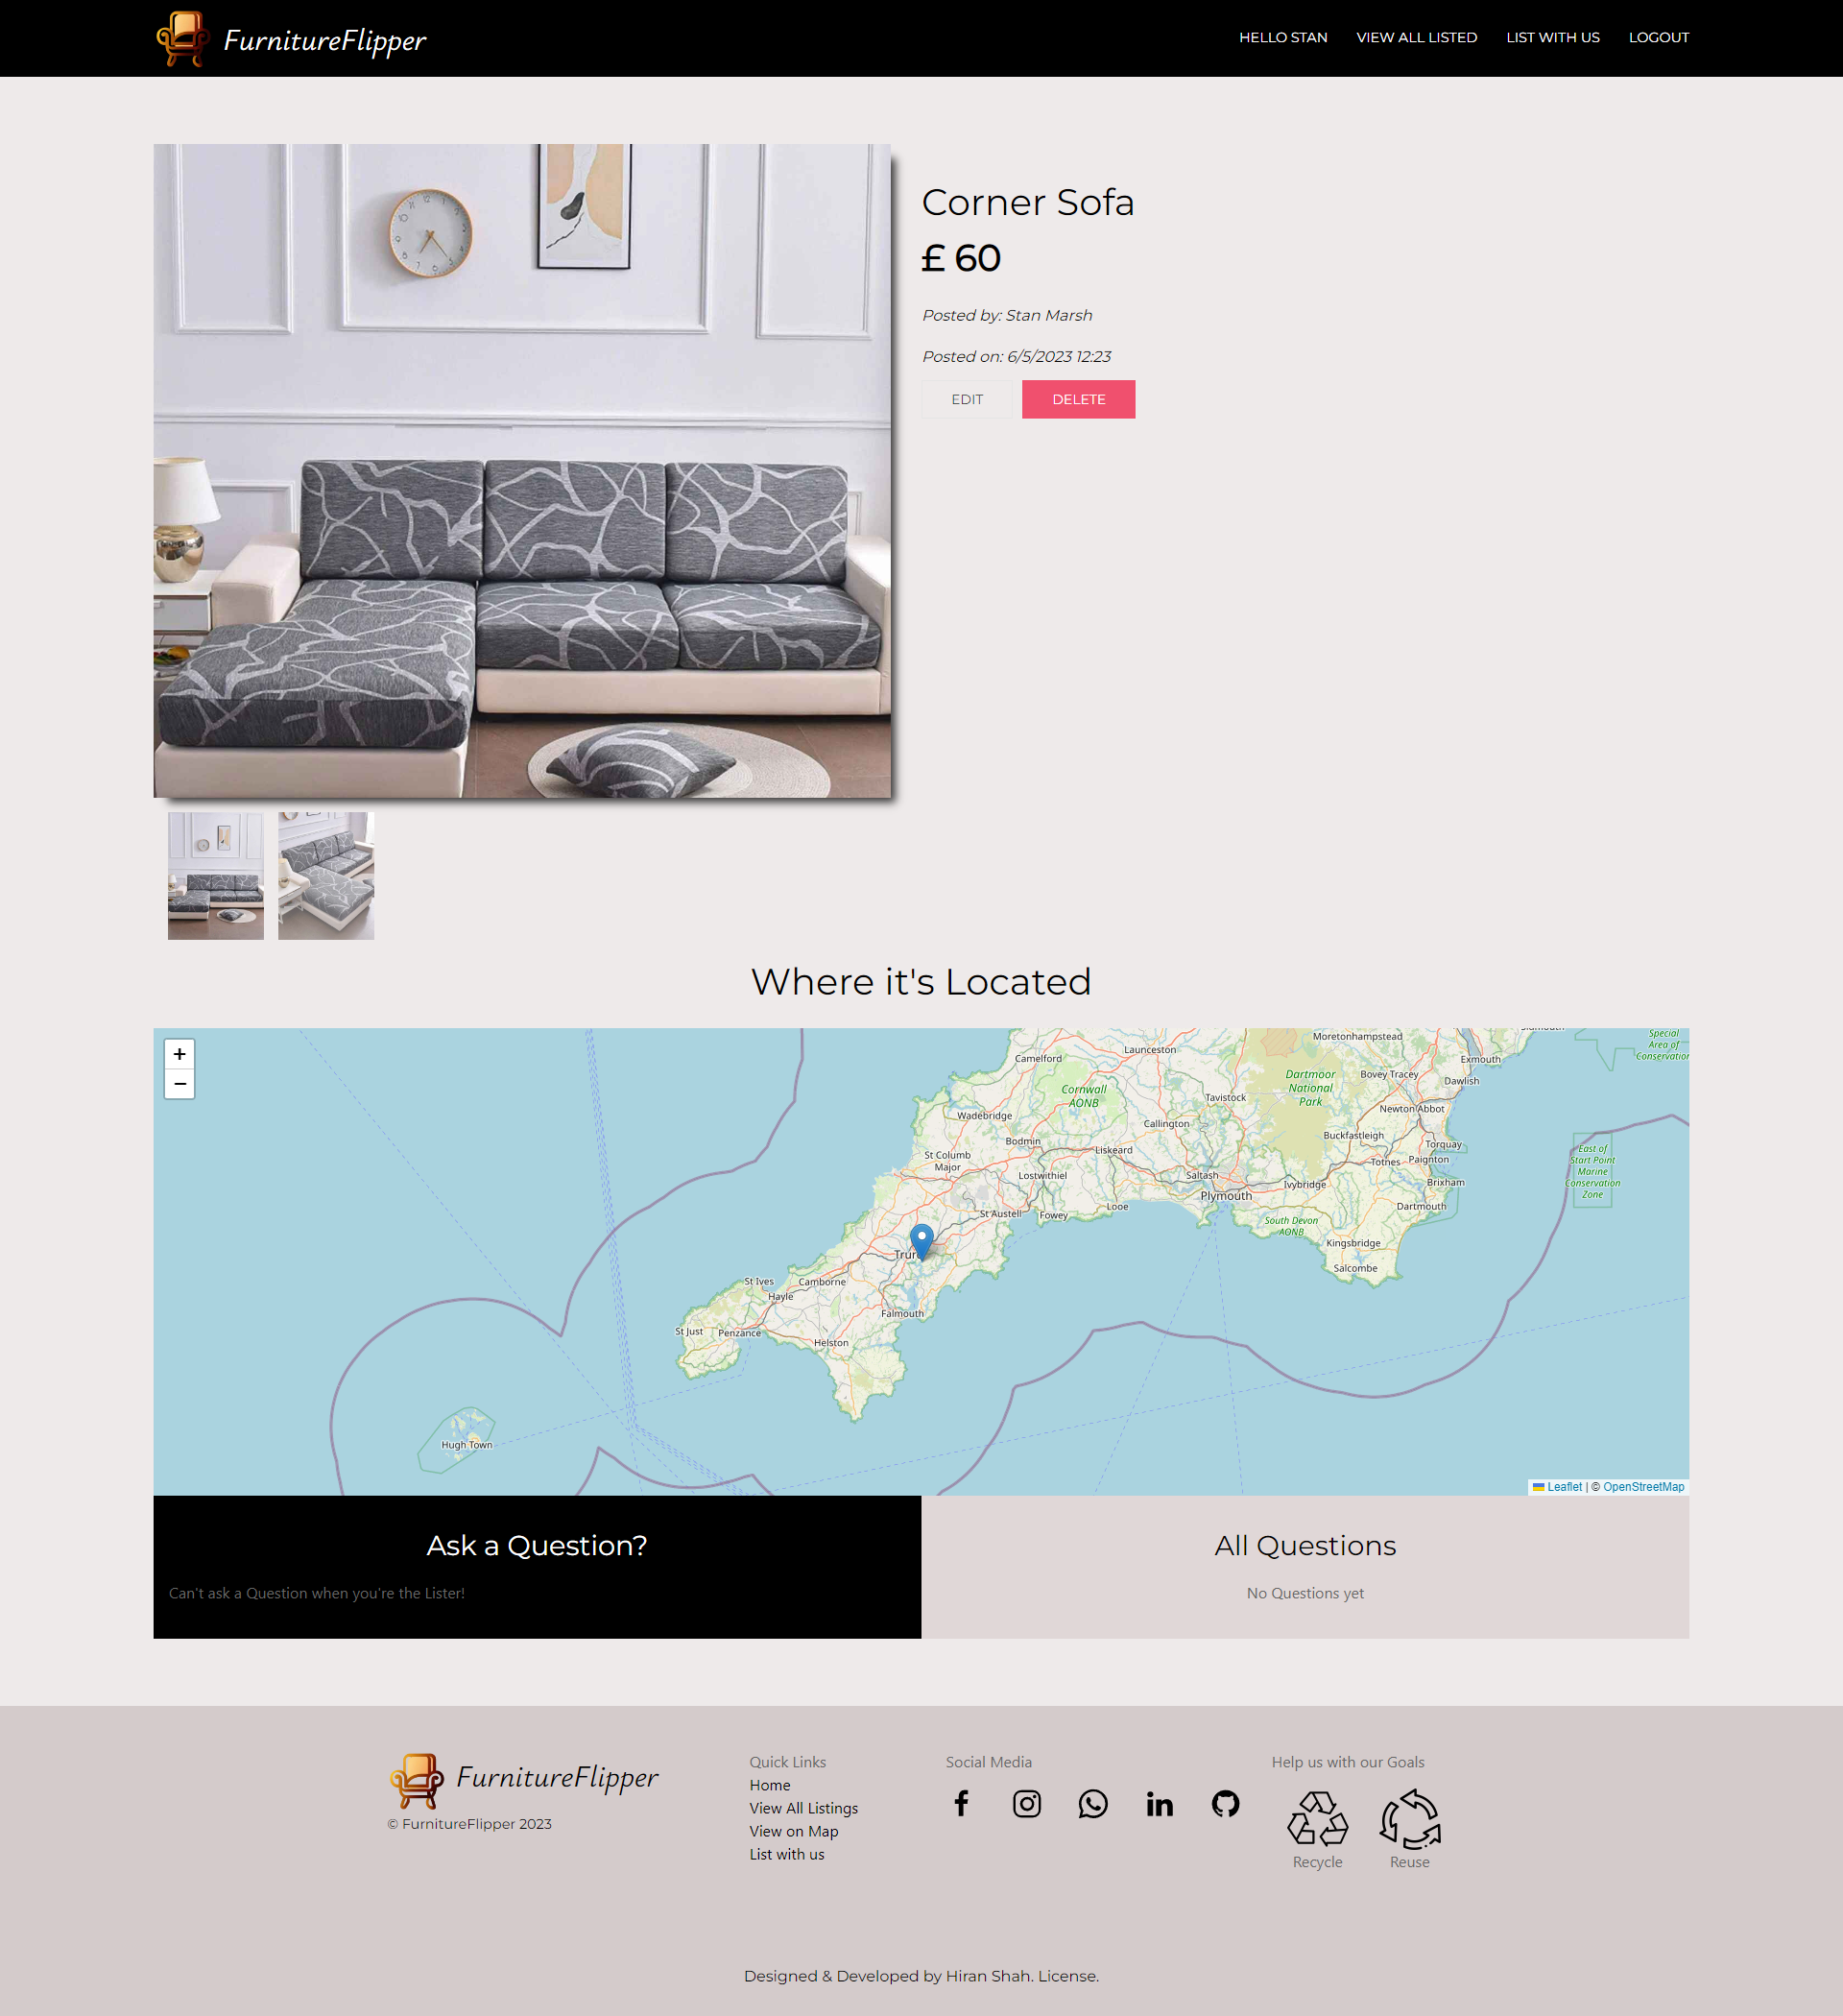 FurnitureFlipper
HELLO STAN
VIEW ALL LISTED
LIST WITH US
LOGOUT
Corner Sofa
£ 60
Posted by: Stan Marsh
Posted on: 6/5/2023 12:23
EDIT
DELETE
Where it's Located
+
−
Moretonhampstead
Special
Area of
Conservation
Camelford
Launceston
Exmouth
Cornwall
AONB
Dartmoor
National
Park
Bovey Tracey
Dawlish
Tavistock
Wadebridge
Newton Abbot
Callington
Bodmin
Buckfastleigh
Torquay
Liskeard
St Columb
Major
Totnes
Paignton
East of
Start Point
Marine
Conservation
Zone
Lostwithiel
Saltash
Ivybridge
Brixham
Plymouth
Looe
Dartmouth
St Austell
Fowey
South Devon
AONB
Kingsbridge
Salcombe
St Ives
Camborne
Hayle
Falmouth
St Just
Penzance
Helston
Hugh Town
Leaflet | © OpenStreetMap
Ask a Question?
Can't ask a Question when you're the Lister!
All Questions
No Questions yet
FurnitureFlipper
© FurnitureFlipper 2023
Quick Links
Home
View All Listings
View on Map
List with us
Social Media
Help us with our Goals
Recycle
Reuse
Designed & Developed by Hiran Shah. License.